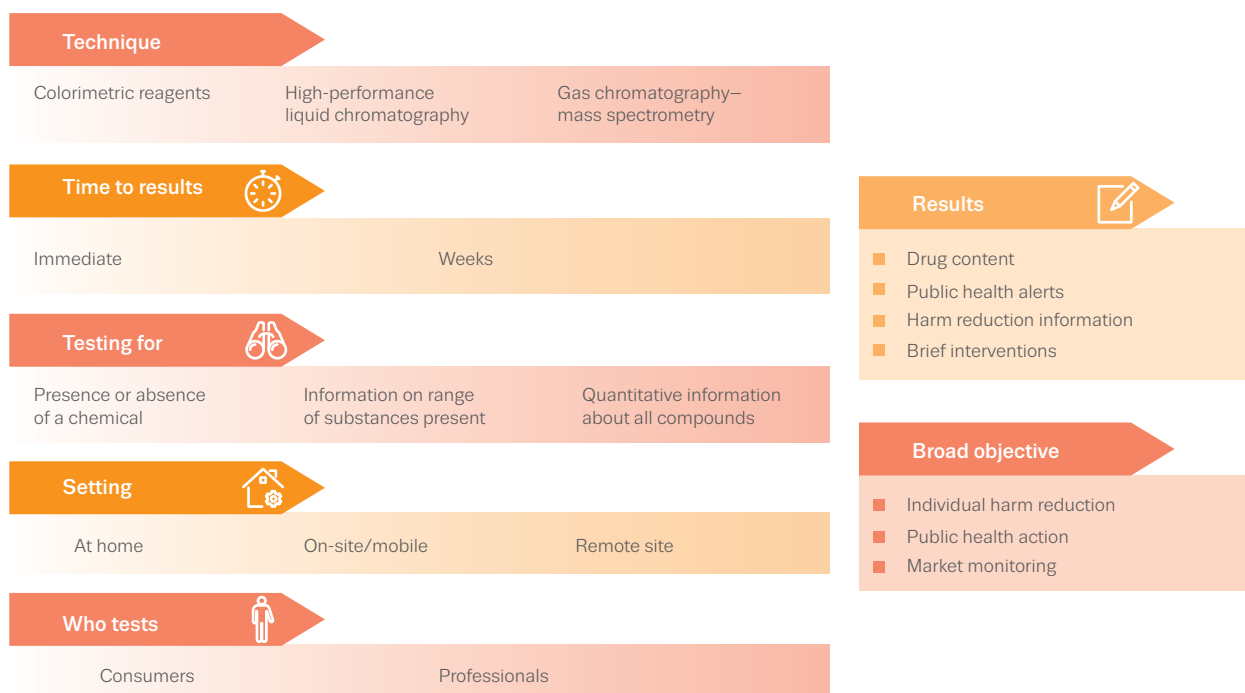 Technique
Colorimetric reagents
High-performance
liquid chromatography
Gas chromatography–
mass spectrometry
Time to results
Immediate
Weeks
Testing for
Presence or absence
of a chemical
Information on range
of substances present
Quantitative information
about all compounds
Setting
At home
On-site/mobile
Remote site
Who tests
Consumers
Professionals
Results
Drug content
Public health alerts
Harm reduction information
Brief interventions
Broad objective
Individual harm reduction
Public health action
Market monitoring